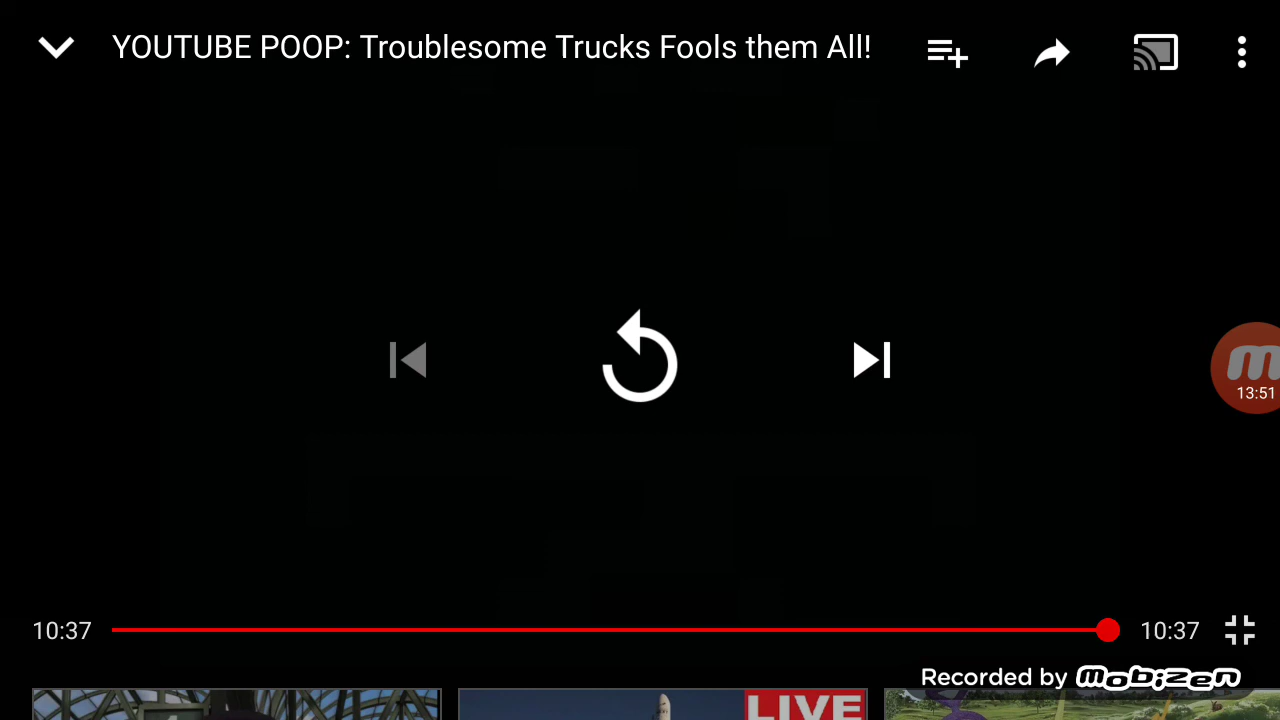 YOUTUBE POOP: Troublesome Trucks Fools them All!
13:51
10:37
10:37
Recorded by mobizen
LIVE